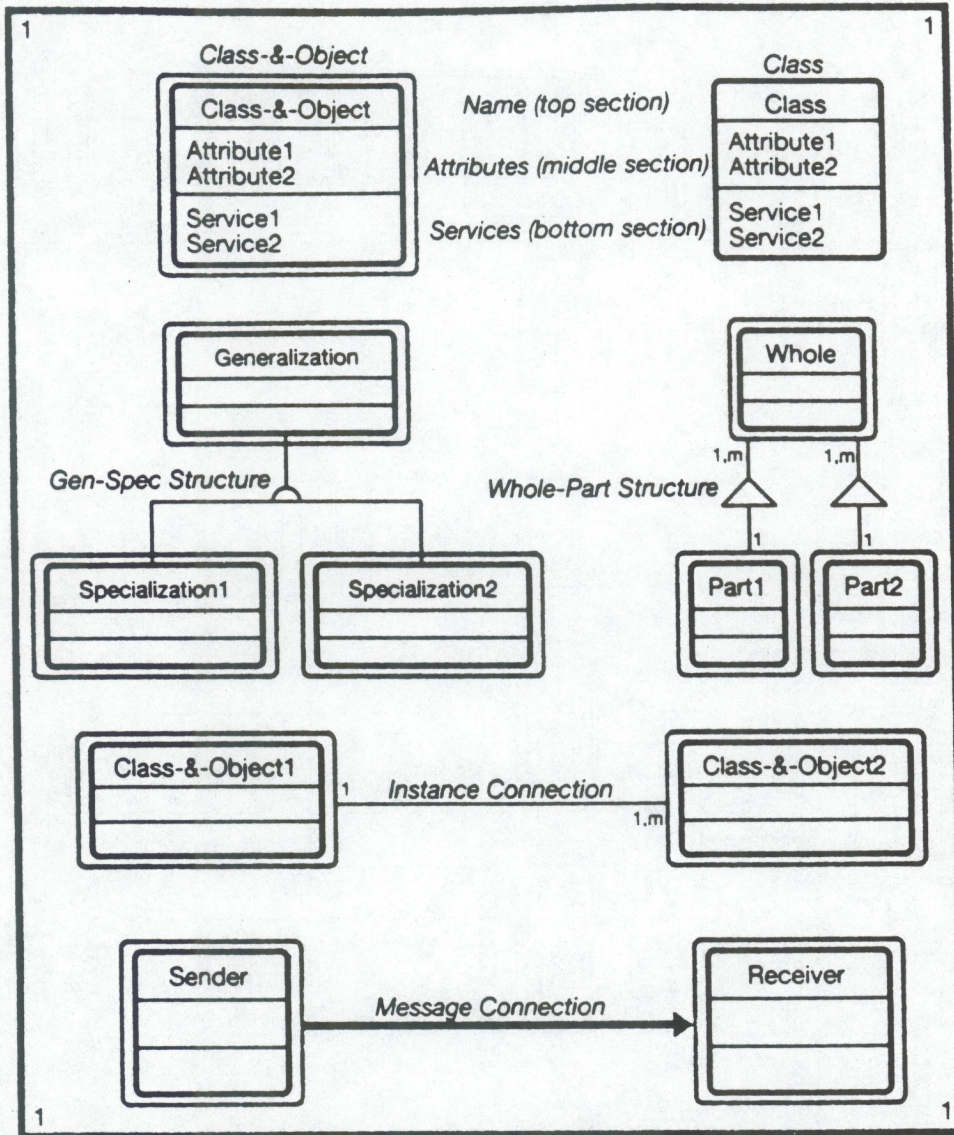 1
1
Class-&-Object
Class
Class-&-Object
Name (top section)
Class
Attribute1
Attribute2
Attributes (middle section)
Attribute1
Attribute2
Service1
Service2
Services (bottom section)
Service1
Service2
Generalization
Whole
Gen-Spec Structure
1,m
1,m
Whole-Part Structure
1
1
Specialization1
Specialization2
Part1
Part2
Class-&-Object1
Class-&-Object2
1
Instance Connection
1,m
Sender
Receiver
Message Connection
1
1